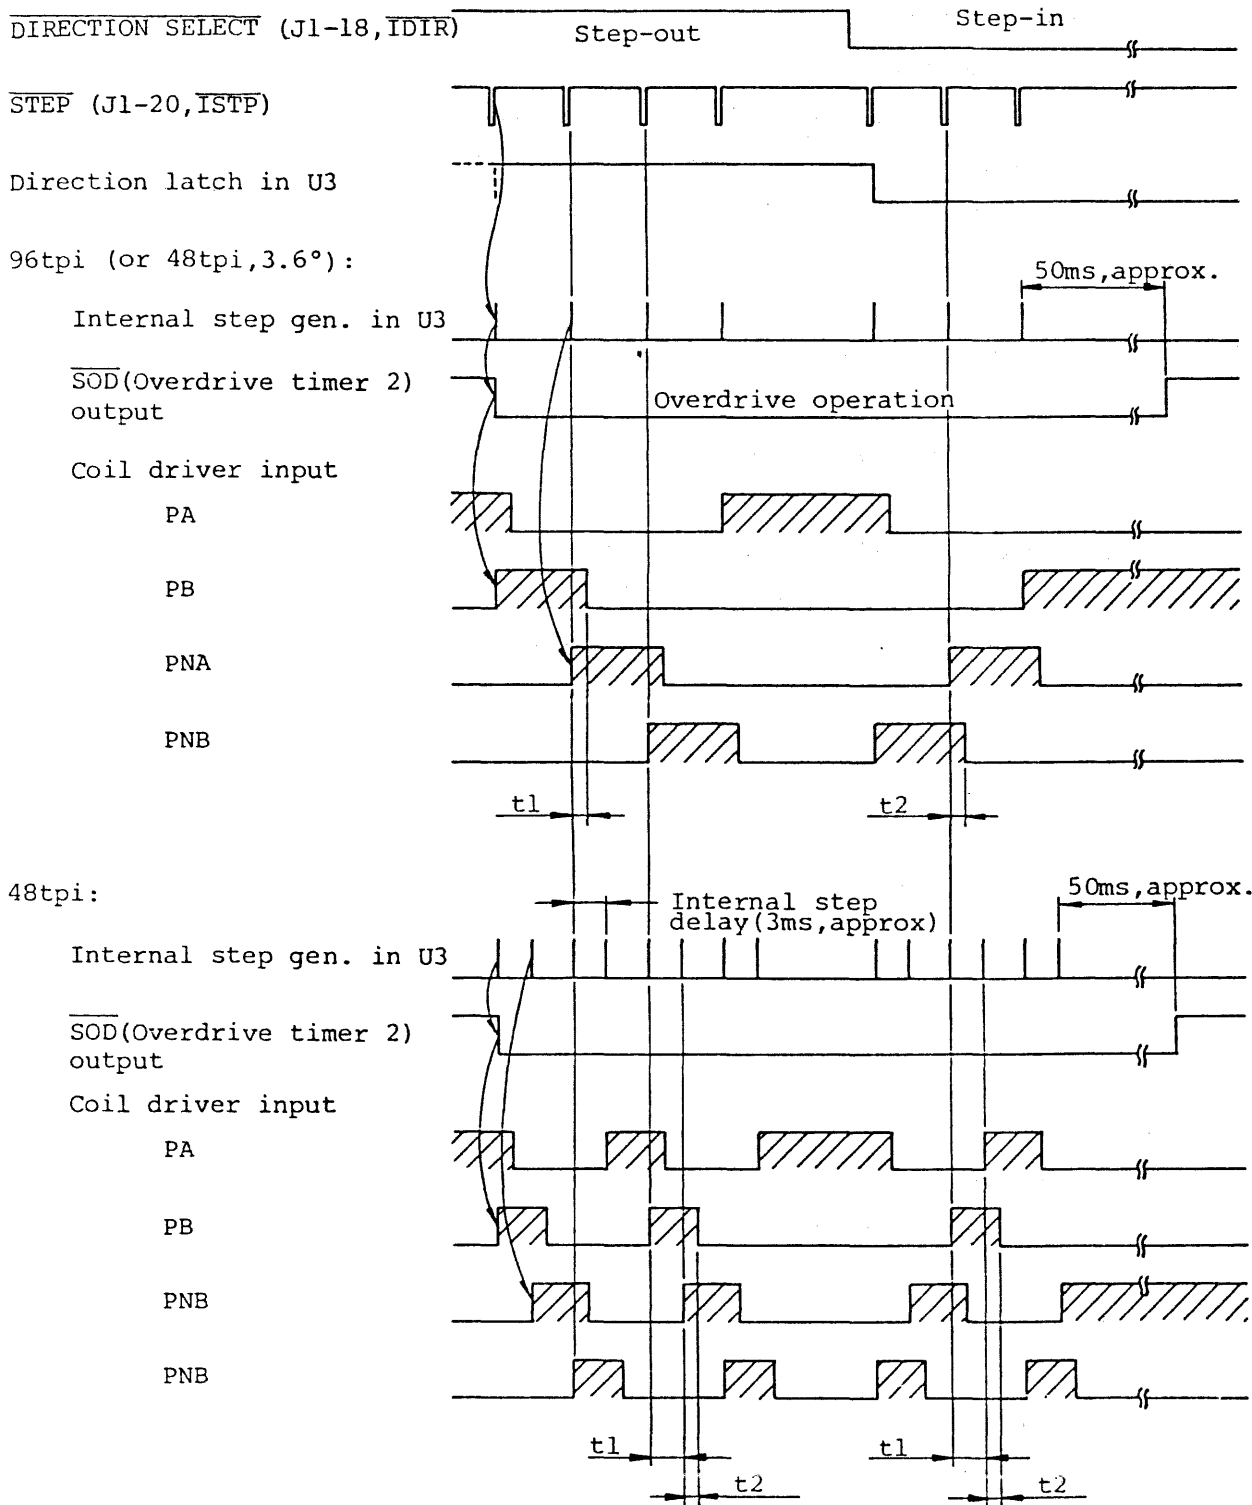 DIRECTION SELECT (J1-18, IDIR)
Step-out
Step-in
STEP (J1-20, ISTP)
Direction latch in U3
96tpi (or 48tpi,3.6°):
50ms,approx.
Internal step gen. in U3
SOD(Overdrive timer 2)
output
Overdrive operation
Coil driver input
PA
PB
PNA
PNB
t1
t2
48tpi:
Internal step
delay(3ms,approx)
50ms,approx.
Internal step gen. in U3
SOD(Overdrive timer 2)
output
Coil driver input
PA
PB
PNB
PNB
t1
t1
t2
t2